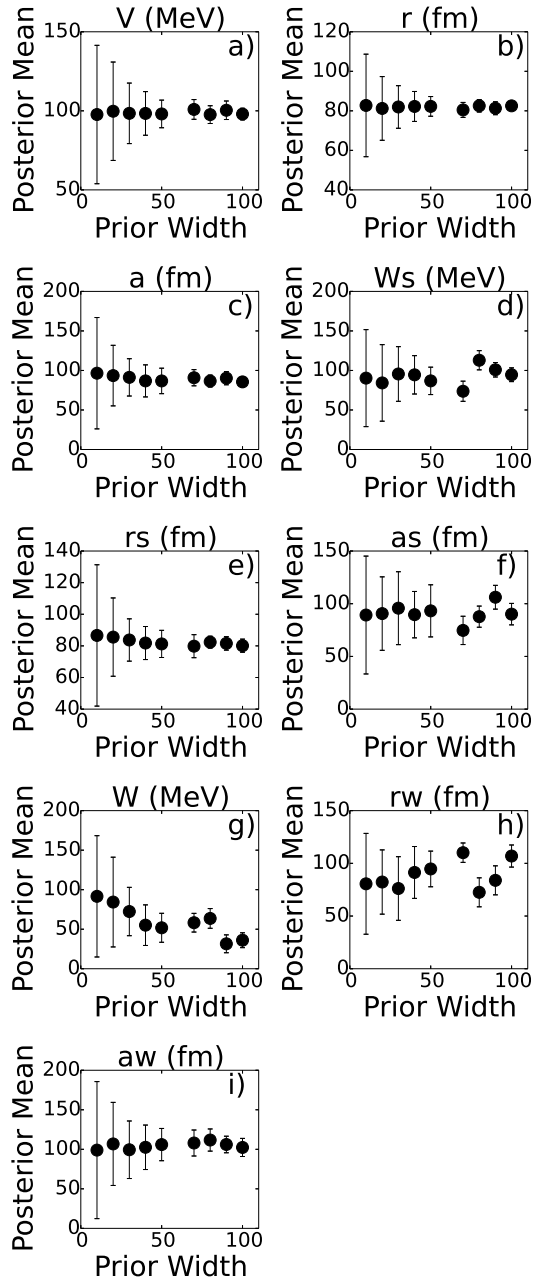 V (MeV) r (fm)
150 120
a) b)
Posterior Mean 100 Posterior Mean 100
80
60
50 40
0 50 100 0 50 100
Prior Width Prior Width
a (fm) Ws (MeV)
200 200
c) d)
Posterior Mean 150 Posterior Mean 150
100 100
50 50
0 0
0 50 100 0 50 100
Prior Width Prior Width
rs (fm) as (fm)
140 150
e) f)
Posterior Mean 120 Posterior Mean
100 100
80
60 50
40 0
0 50 100 0 50 100
Prior Width Prior Width
W (MeV) rw (fm)
200 150
g) h)
Posterior Mean 150 Posterior Mean
100 100
50 50
0 0
0 50 100 0 50 100
Prior Width Prior Width
aw (fm)
200
i)
Posterior Mean 150
100
50
0
0 50 100
Prior Width